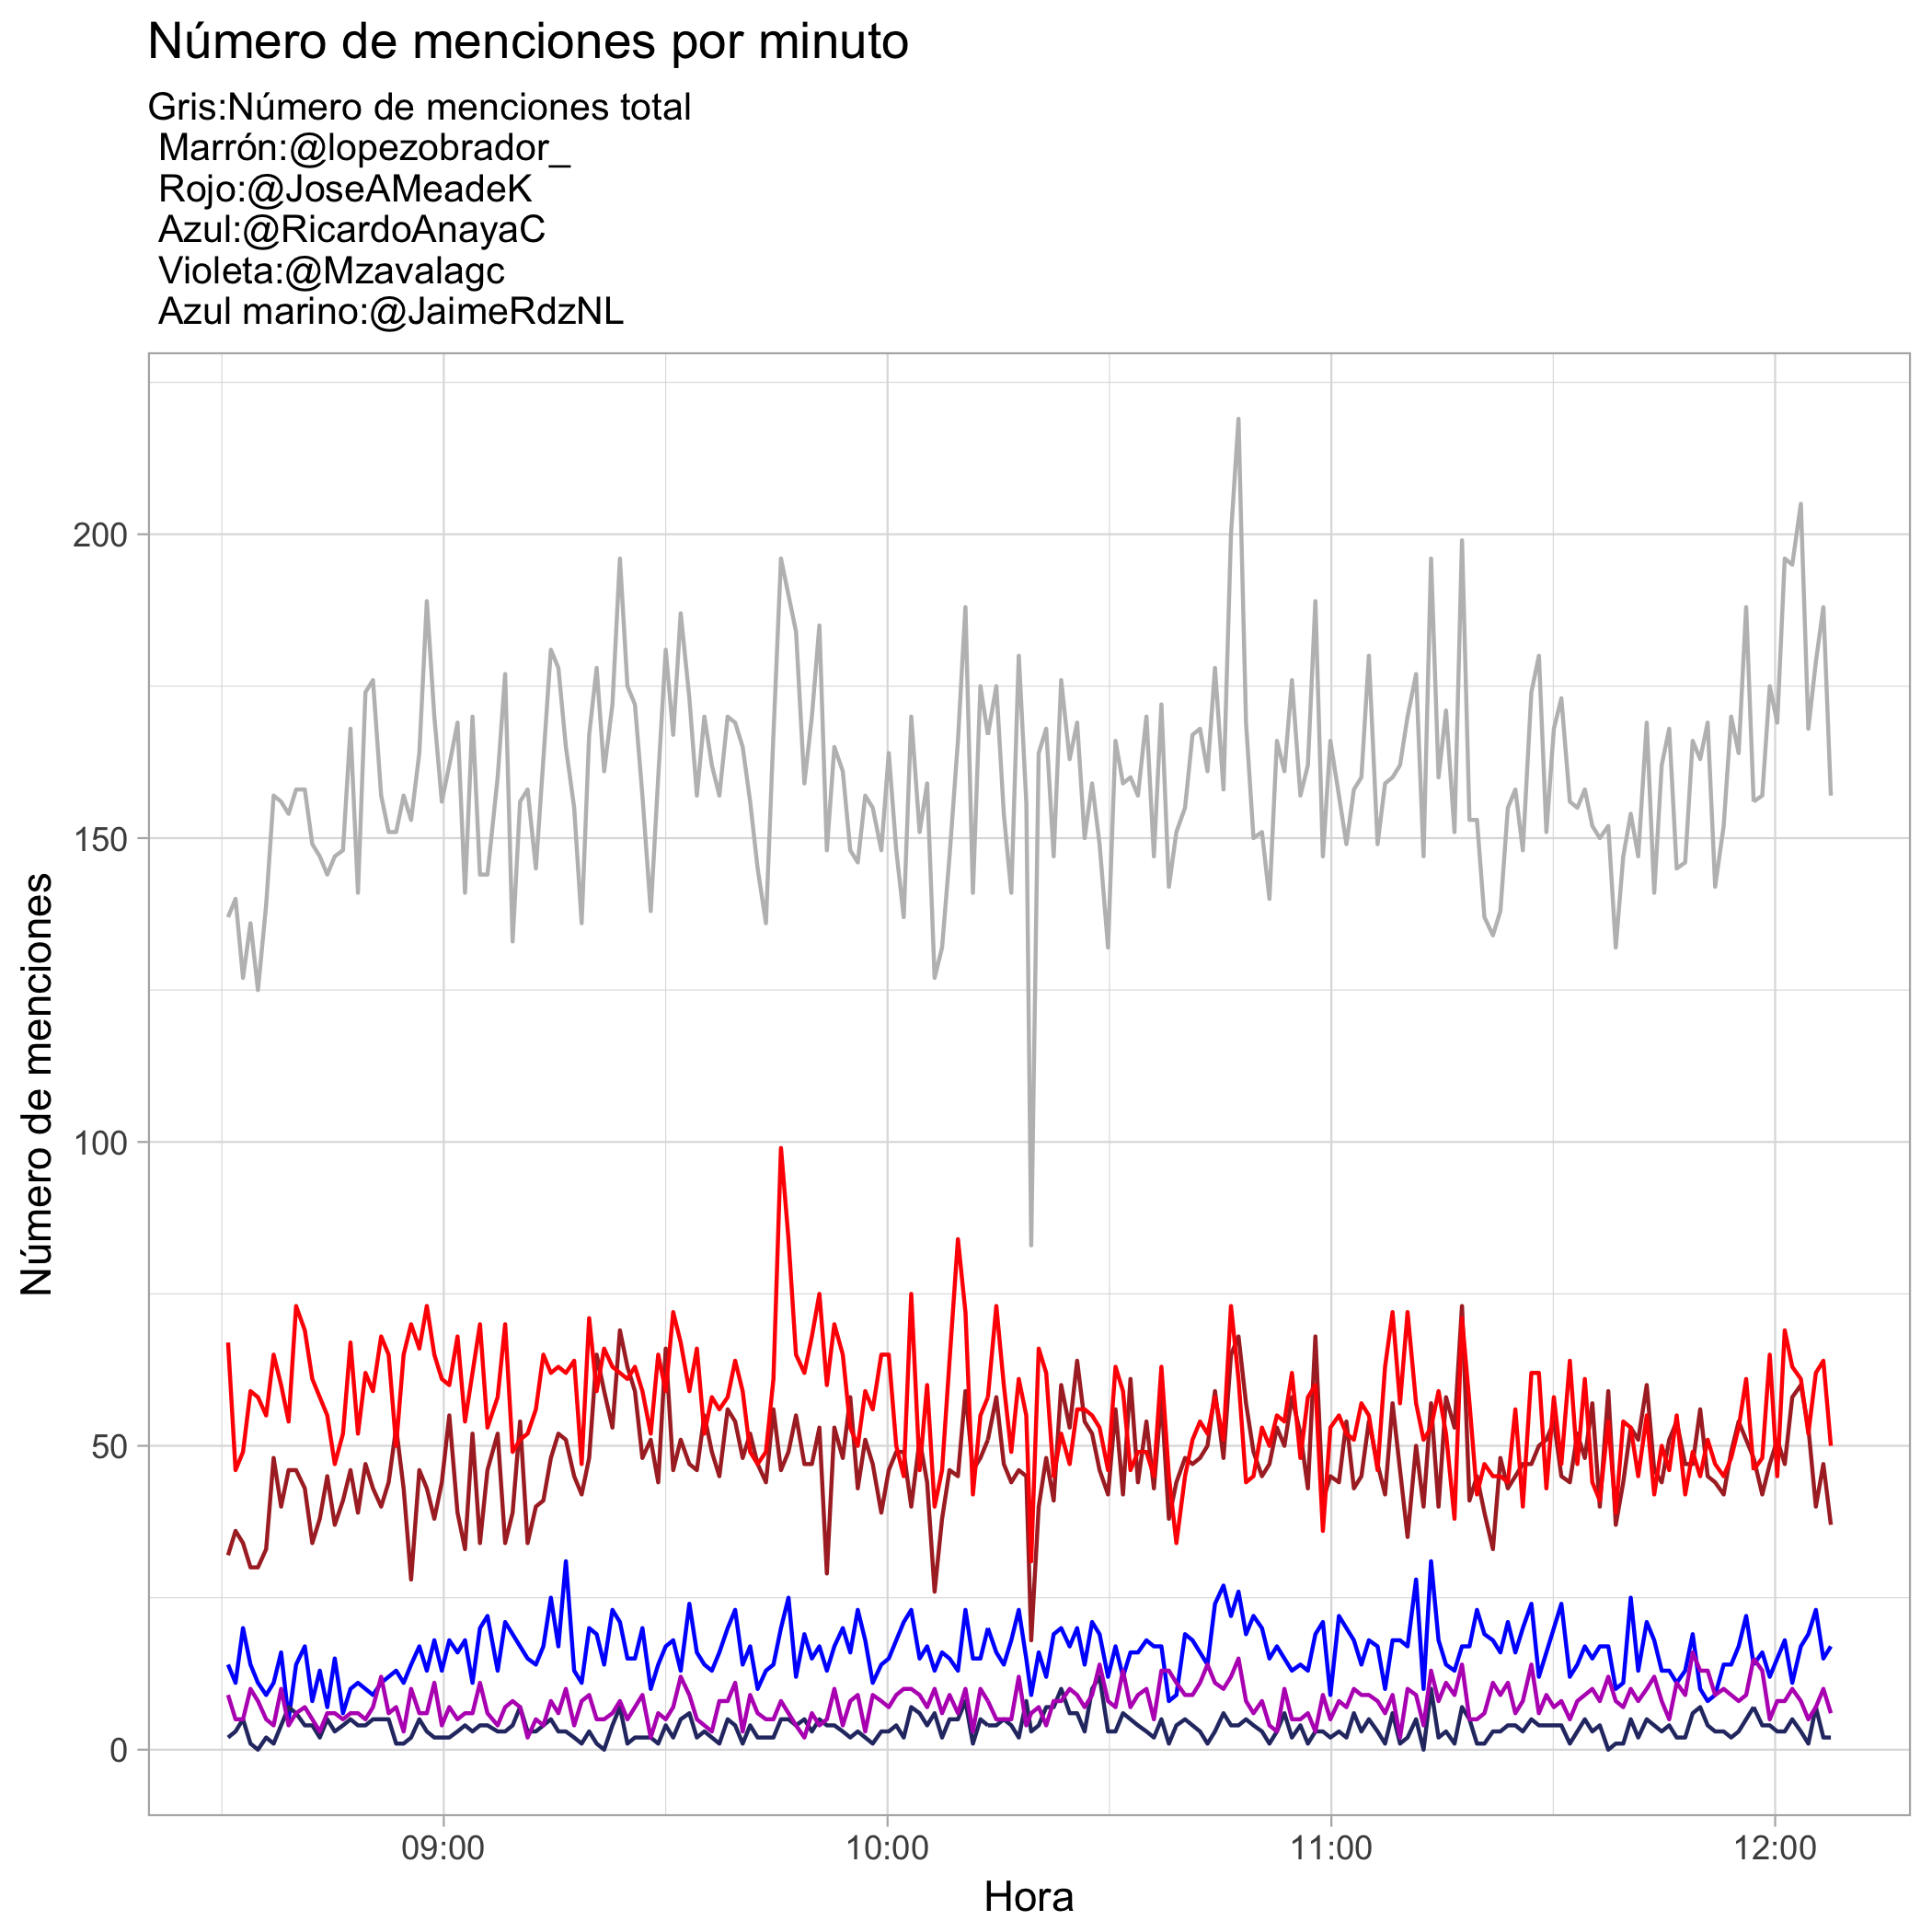 Número de menciones por minuto
Gris:Número de menciones total
Marrón:@lopezobrador_
Rojo:@JoseAMeadeK
Azul:@RicardoAnayaC
Violeta:@Mzavalagc
Azul marino:@JaimeRdzNL
Número de menciones
200
150
100
50
0
09:00 10:00 11:00 12:00
Hora